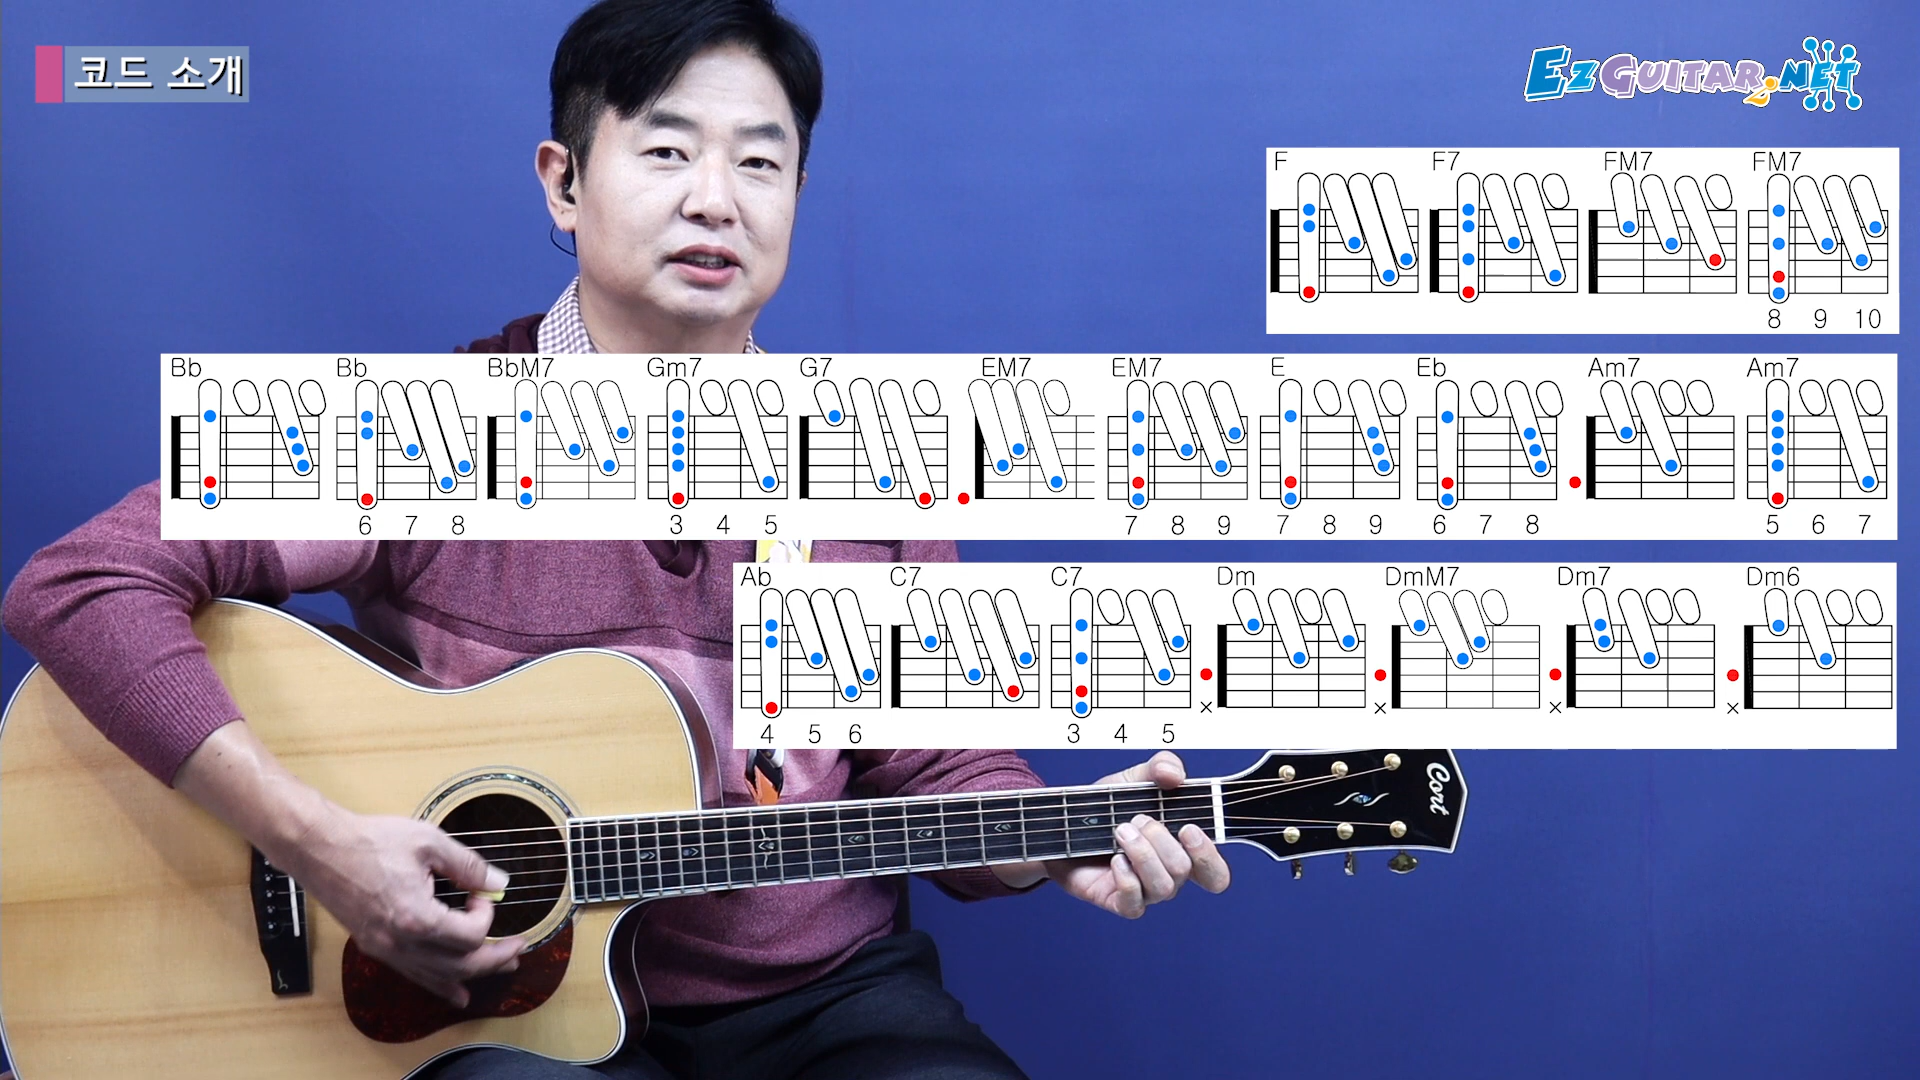 코드 소개
EzGuitar.net
F F7 FM7 FM7
8 9 10
Bb Bb BbM7 Gm7 G7 EM7 EM7 E Eb Am7 Am7
6 7 8 3 4 5 7 8 9 7 8 9 6 7 8 5 6 7
Ab C7 C7 Dm DmM7 Dm7 Dm6
× × × ×
4 5 6 3 4 5
Cort